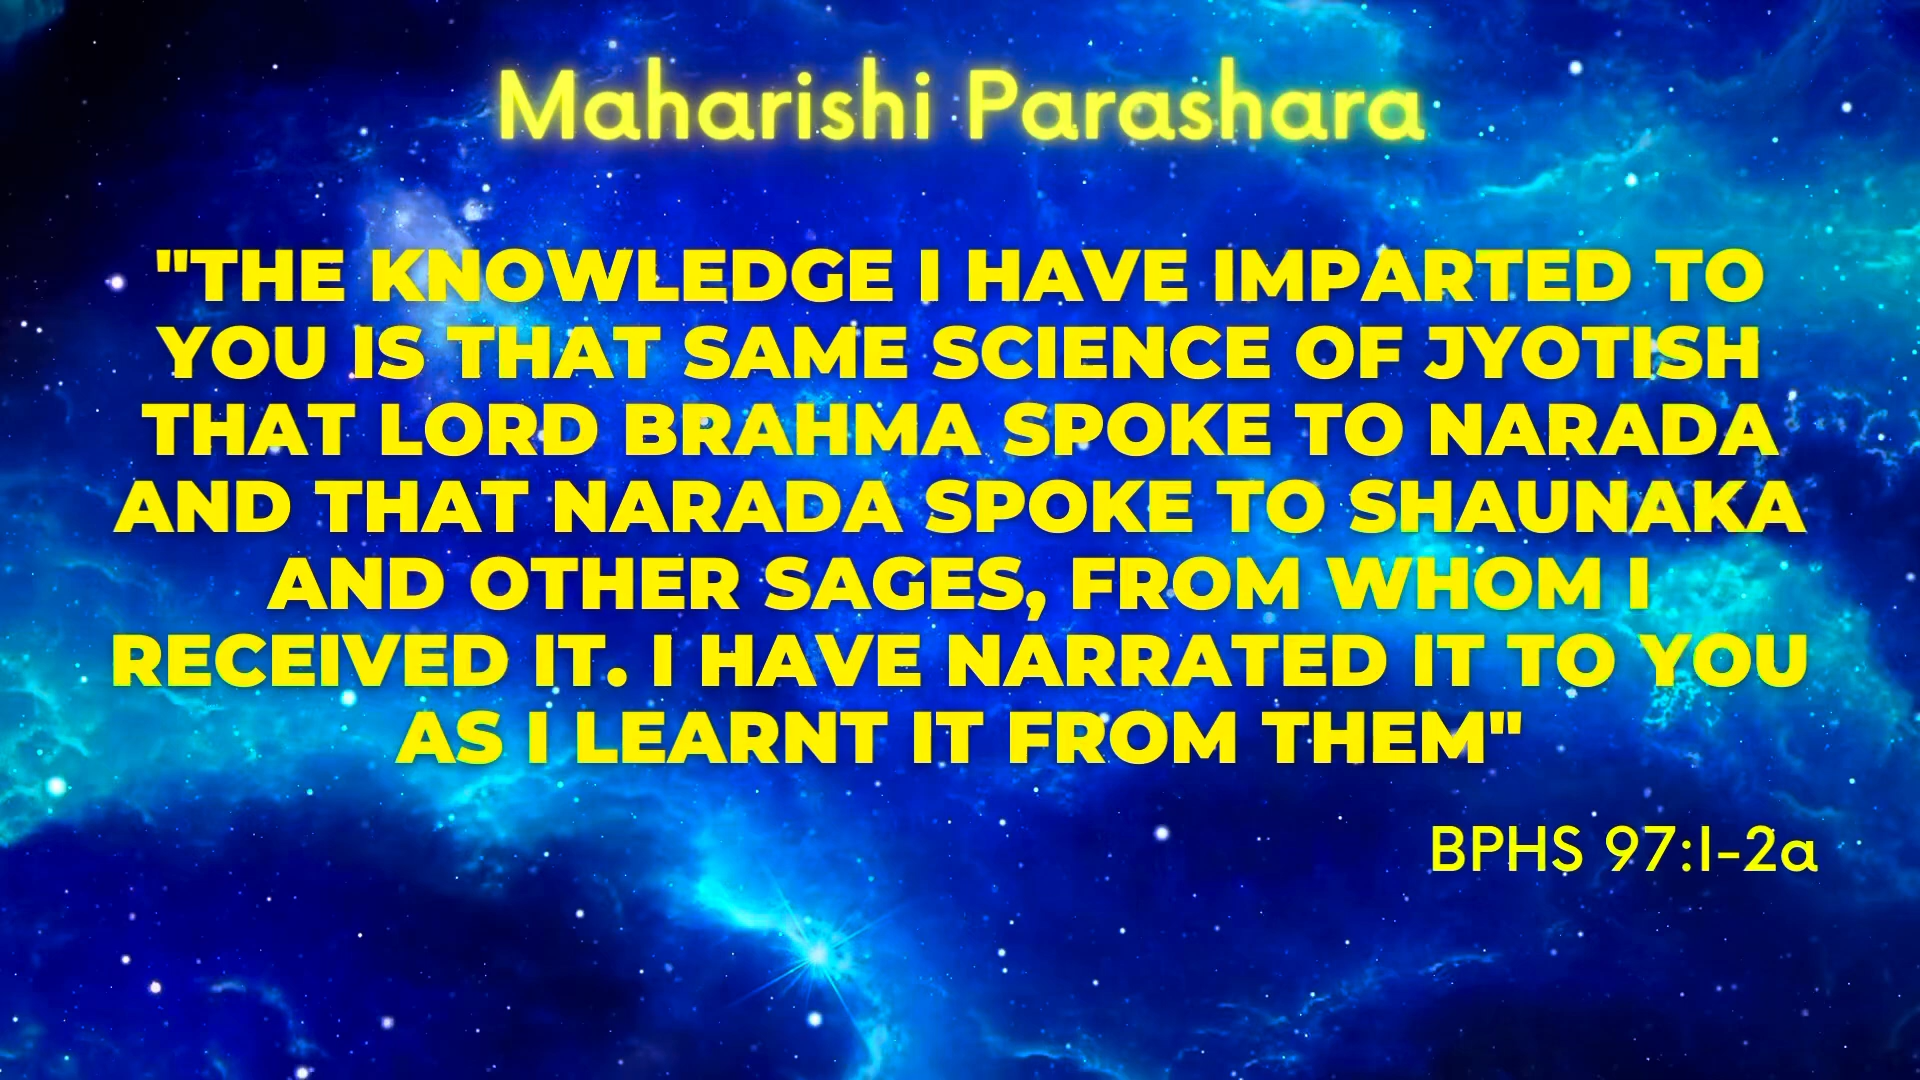 Maharishi Parashara
"THE KNOWLEDGE I HAVE IMPARTED TO
YOU IS THAT SAME SCIENCE OF JYOTISH
THAT LORD BRAHMA SPOKE TO NARADA
AND THAT NARADA SPOKE TO SHAUNAKA
AND OTHER SAGES, FROM WHOM I
RECEIVED IT. I HAVE NARRATED IT TO YOU
AS I LEARNT IT FROM THEM"
BPHS 97:1-2a